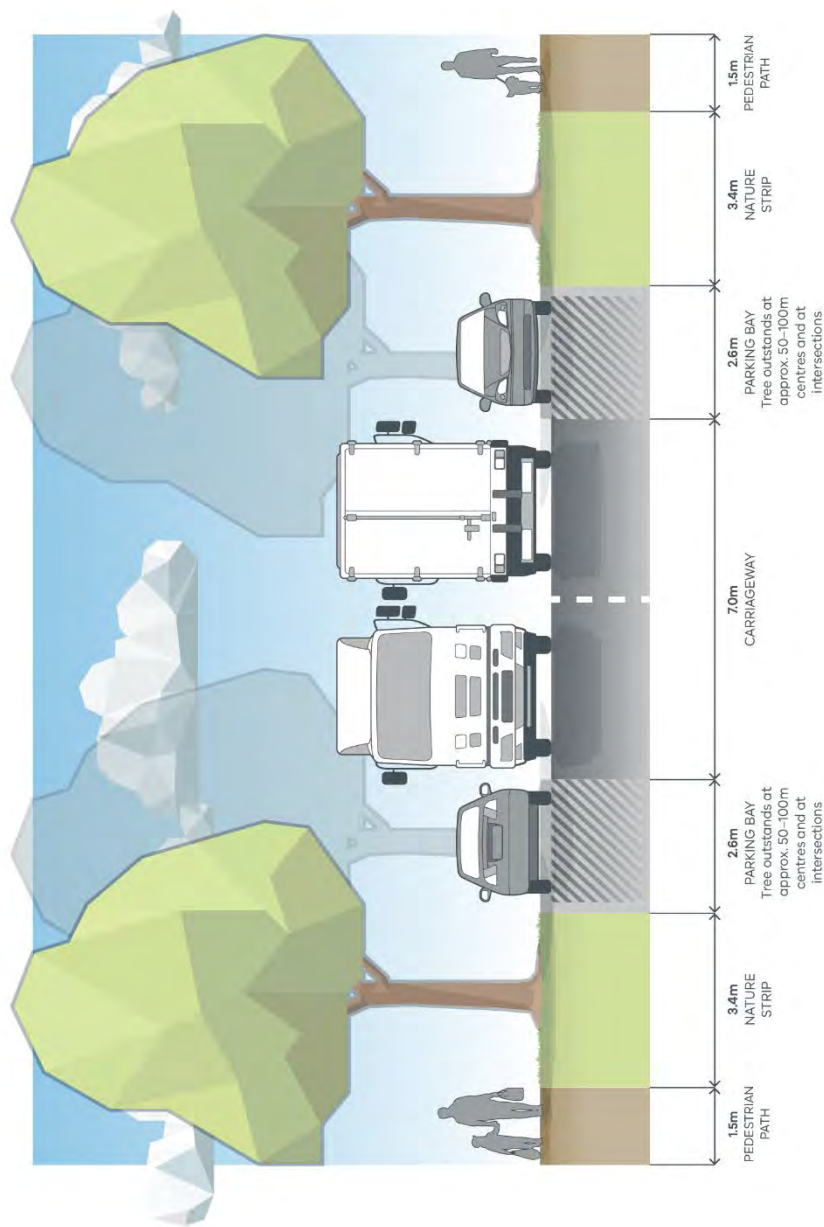 1.5m
PEDESTRIAN
PATH
3.4m
NATURE
STRIP
2.6m
PARKING BAY
Tree outstands at
approx. 50–100m
centres and at
intersections
7.0m
CARRIAGEWAY
2.6m
PARKING BAY
Tree outstands at
approx. 50–100m
centres and at
intersections
3.4m
NATURE
STRIP
1.5m
PEDESTRIAN
PATH